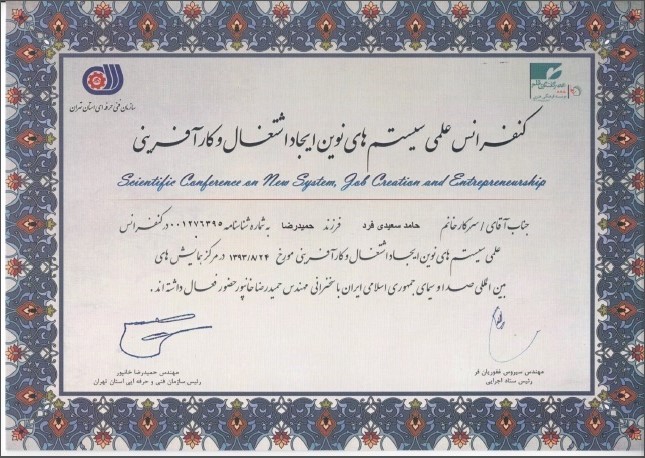 سازمان فنی حرفه ای استان تهران
کنفرانس علمی سیستم های نوین ایجاد اشتغال و کارآفرینی
Scientific Conference on New System, Job Creation and Entrepreneurship
جناب آقای / سرکار خانم حامد سعیدی فرد فرزند حمیدرضا به شماره شناسنامه ۰۰۱۲۷۶۳۹۵ در کنفرانس
علمی سیستم های نوین ایجاد اشتغال و کارآفرینی مورخ ۱۳۹۳/۸/۲۴ در مرکز همایش های
بین المللی صدا و سیمای جمهوری اسلامی ایران با سخنرانی مهندس حمیدرضا خانپور حضور فعال داشته اند.
مهندس سیروس غفوریان فر
رئیس ستاد اجرایی
مهندس حمیدرضا خانپور
رئیس سازمان فنی و حرفه ایی استان تهران